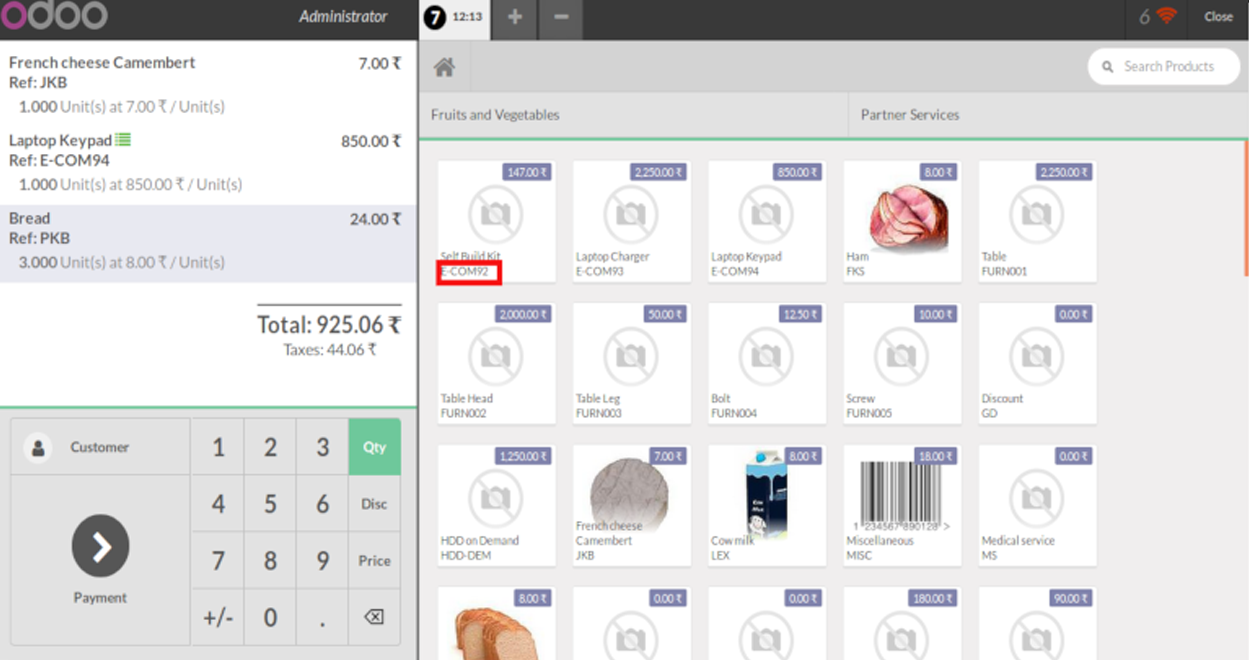 odoo
Administrator
7 12:13
6
Close
French cheese Camembert 7.00 ₹
Ref: JKB
1.000 Unit(s) at 7.00 ₹ / Unit(s)
Laptop Keypad 850.00 ₹
Ref: E-COM94
1.000 Unit(s) at 850.00 ₹ / Unit(s)
Bread 24.00 ₹
Ref: PKB
3.000 Unit(s) at 8.00 ₹ / Unit(s)
Total: 925.06 ₹
Taxes: 44.06 ₹
Customer
1 2 3 Qty
4 5 6 Disc
7 8 9 Price
+/- 0 .
Payment
Search Products
Fruits and Vegetables
Partner Services
147.00 ₹
Self Build Kit
E-COM92
2,250.00 ₹
Laptop Charger
E-COM93
850.00 ₹
Laptop Keypad
E-COM94
8.00 ₹
Ham
FKS
2,250.00 ₹
Table
FURN001
2,000.00 ₹
Table Head
FURN002
50.00 ₹
Table Leg
FURN003
12.50 ₹
Bolt
FURN004
10.00 ₹
Screw
FURN005
0.00 ₹
Discount
GD
1,250.00 ₹
HDD on Demand
HDD-DEM
7.00 ₹
French cheese
Camembert
JKB
8.00 ₹
Cow milk
LEX
18.00 ₹
1 234567 890128 >
Miscellaneous
MISC
0.00 ₹
Medical service
MS
8.00 ₹
0.00 ₹
0.00 ₹
180.00 ₹
90.00 ₹